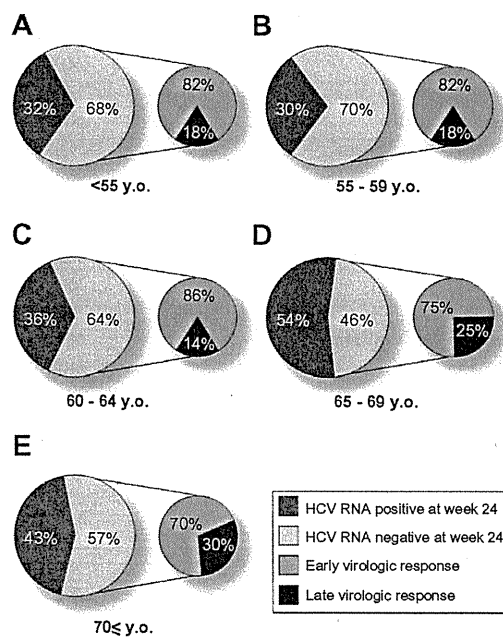 A
32%
68%
82%
18%
<55 y.o.
B
30%
70%
82%
18%
55 - 59 y.o.
C
36%
64%
86%
14%
60 - 64 y.o.
D
54%
46%
75%
25%
65 - 69 y.o.
E
43%
57%
70%
30%
70≤ y.o.
HCV RNA positive at week 24
HCV RNA negative at week 24
Early virologic response
Late virologic response